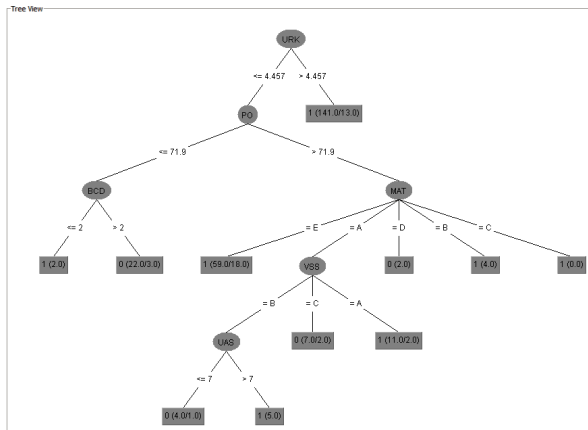 Tree View
URK
<= 4.457 > 4.457
PO 1 (141.0/13.0)
<= 71.9 > 71.9
BCD MAT
<= 2 > 2 = E = A = D = B = C
1 (2.0) 0 (22.0/3.0) 1 (59.0/18.0) VSS 0 (2.0) 1 (4.0) 1 (0.0)
= B = C = A
UAS 0 (7.0/2.0) 1 (11.0/2.0)
<= 7 > 7
0 (4.0/1.0) 1 (5.0)